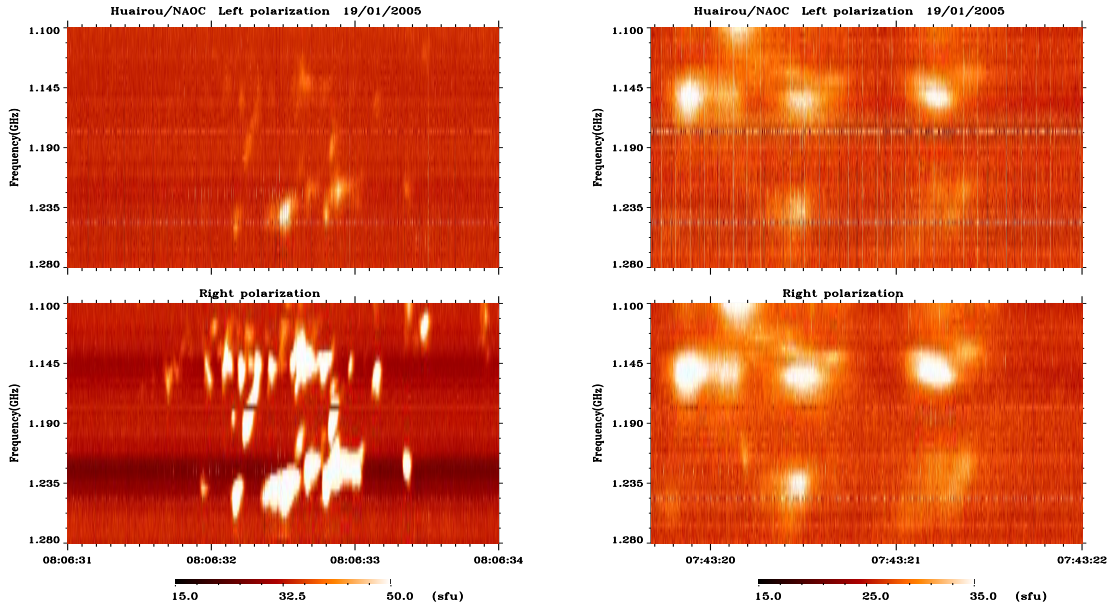 Huairou/NAOC Left polarization 19/01/2005
1.100
1.145
1.190
1.235
1.280
Frequency(GHz)
Right polarization
1.100
1.145
1.190
1.235
1.280
Frequency(GHz)
08:06:31 08:06:32 08:06:33 08:06:34
15.0 32.5 50.0 (sfu)
Huairou/NAOC Left polarization 19/01/2005
1.100
1.145
1.190
1.235
1.280
Frequency(GHz)
Right polarization
1.100
1.145
1.190
1.235
1.280
Frequency(GHz)
07:43:20 07:43:21 07:43:22
15.0 25.0 35.0 (sfu)